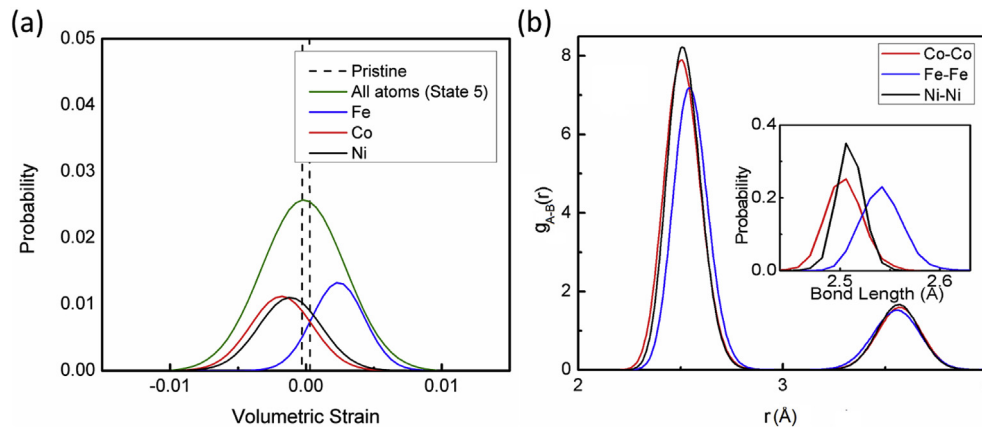 (a)
0.05
0.04
0.03
0.02
0.01
0.00
Probability
-0.01
0.00
0.01
Volumetric Strain
Pristine
All atoms (State 5)
Fe
Co
Ni
(b)
8
6
4
2
0
g A-B(r)
2
3
r (Å)
Co-Co
Fe-Fe
Ni-Ni
0.4
0.2
0.0
Probability
2.5
2.6
Bond Length (Å)